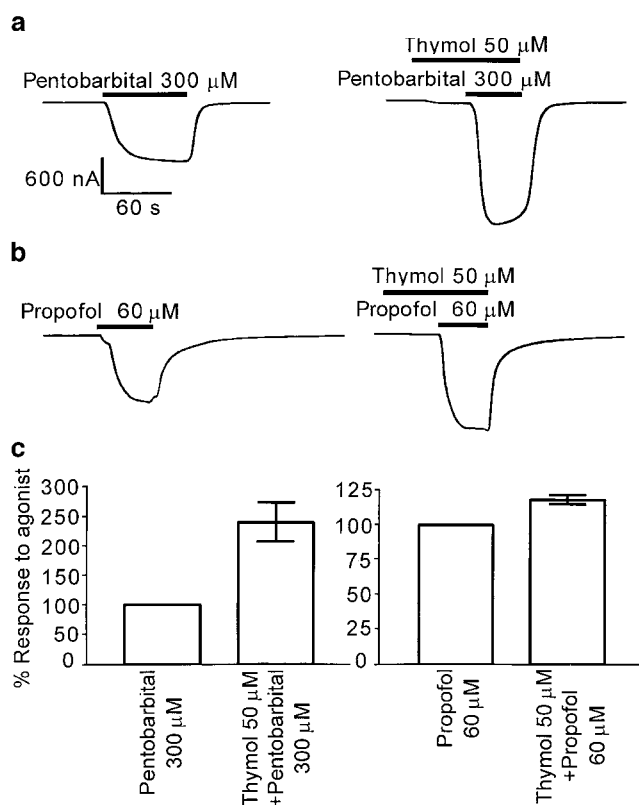 a
Pentobarbital 300 μM
600 nA
60 s
Thymol 50 μM
Pentobarbital 300 μM
b
Propofol 60 μM
Thymol 50 μM
Propofol 60 μM
c
% Response to agonist
300
250
200
150
100
50
0
Pentobarbital
300 μM
Thymol 50 μM
+Pentobarbital
300 μM
125
100
75
50
25
0
Propofol
60 μM
Thymol 50 μM
+Propofol
60 μM